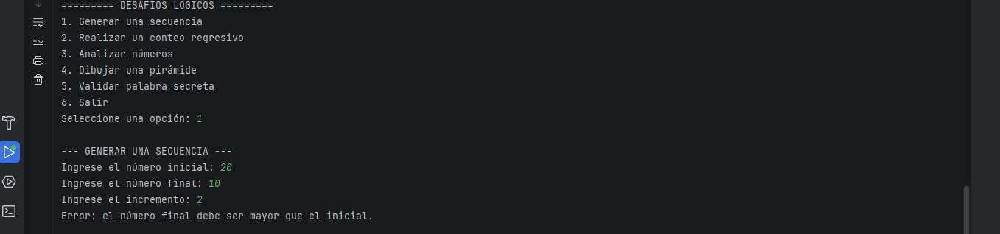 ========= DESAFIOS LOGICOS =========
1. Generar una secuencia
2. Realizar un conteo regresivo
3. Analizar números
4. Dibujar una pirámide
5. Validar palabra secreta
6. Salir
Seleccione una opción: 1
--- GENERAR UNA SECUENCIA ---
Ingrese el número inicial: 20
Ingrese el número final: 10
Ingrese el incremento: 2
Error: el número final debe ser mayor que el inicial.